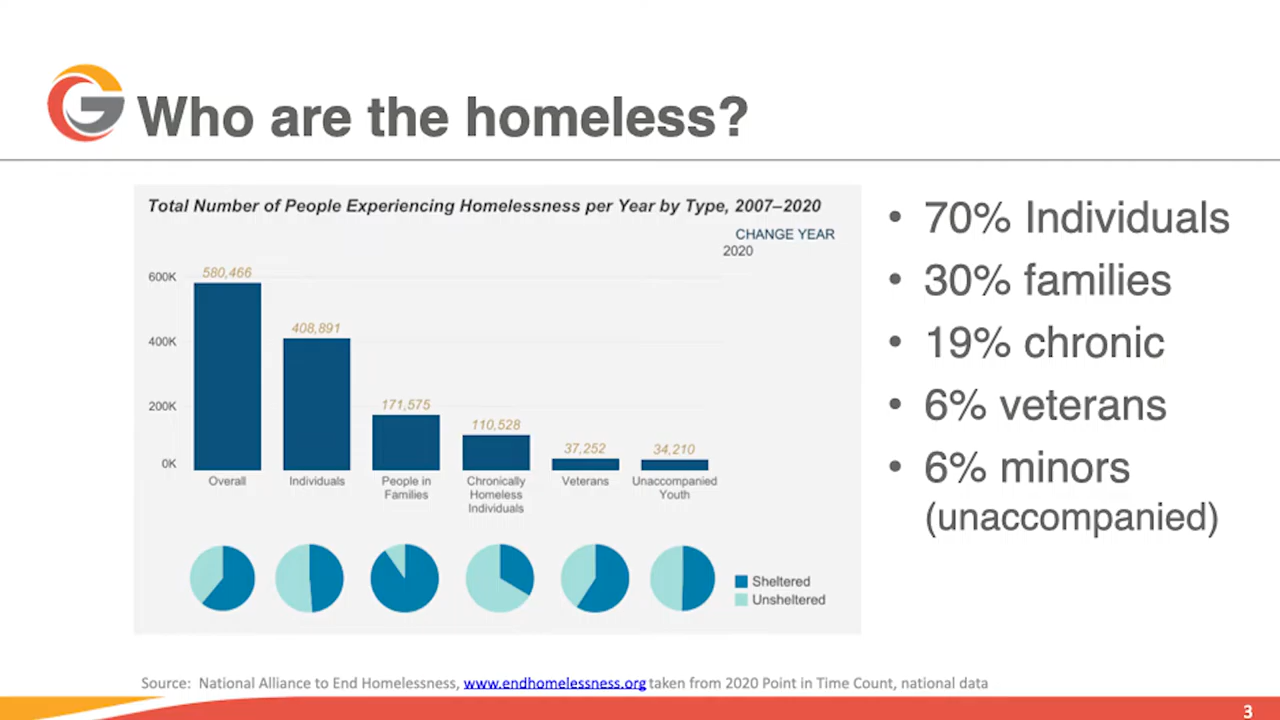 Who are the homeless?
Total Number of People Experiencing Homelessness per Year by Type, 2007–2020
CHANGE YEAR
2020
600K
400K
200K
0K
580,466
408,891
171,575
110,528
37,252
34,210
Overall
Individuals
People in
Families
Chronically
Homeless
Individuals
Veterans
Unaccompanied
Youth
Sheltered
Unsheltered
• 70% Individuals
• 30% families
• 19% chronic
• 6% veterans
• 6% minors
(unaccompanied)
Source: National Alliance to End Homelessness, www.endhomelessness.org taken from 2020 Point in Time Count, national data
3